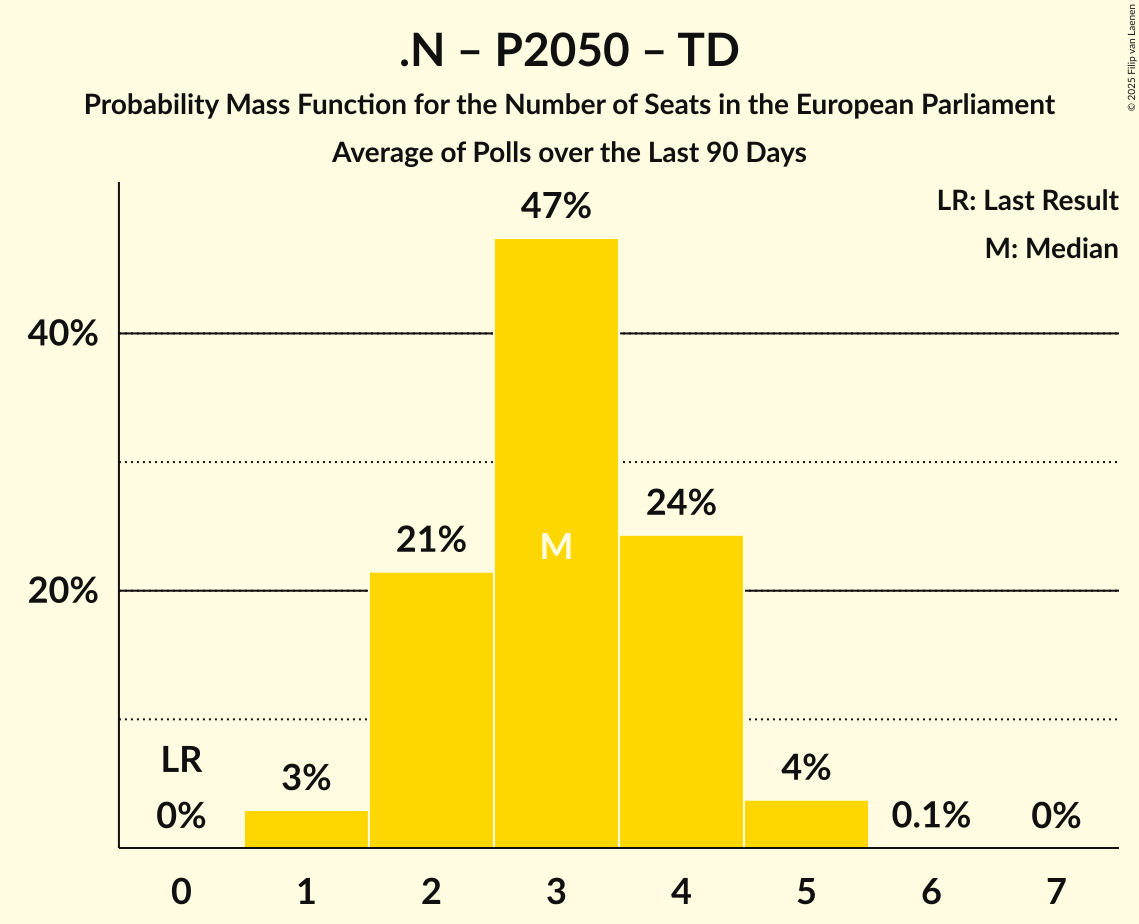 .N – P2050 – TD
Probability Mass Function for the Number of Seats in the European Parliament
Average of Polls over the Last 90 Days
© 2025 Filip van Laenen
LR: Last Result
M: Median
47%
40%
24%
21%
M
20%
LR
3%
4%
0%
0.1%
0%
0 1 2 3 4 5 6 7